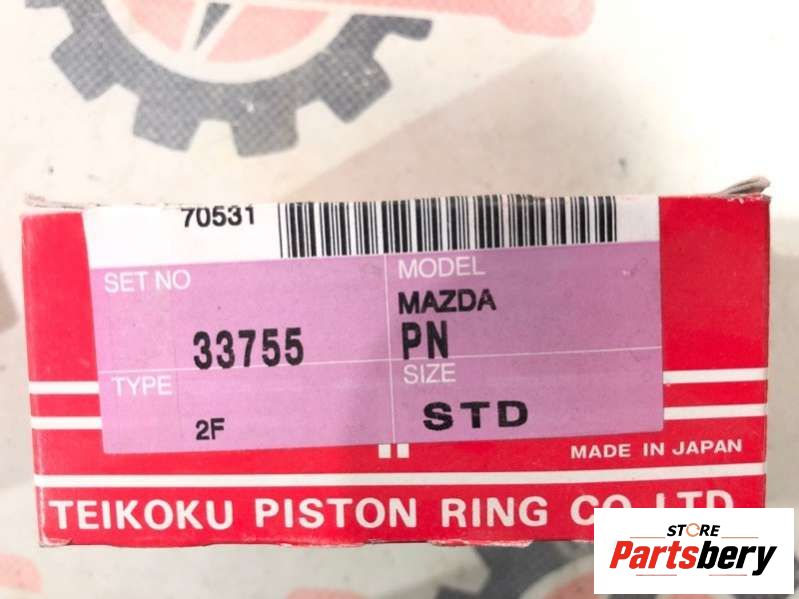 70531
SET NO
MODEL
MAZDA
33755
PN
TYPE
SIZE
2F
STD
MADE IN JAPAN
TEIKOKU PISTON RING CO., LTD.
STORE
Partsbery